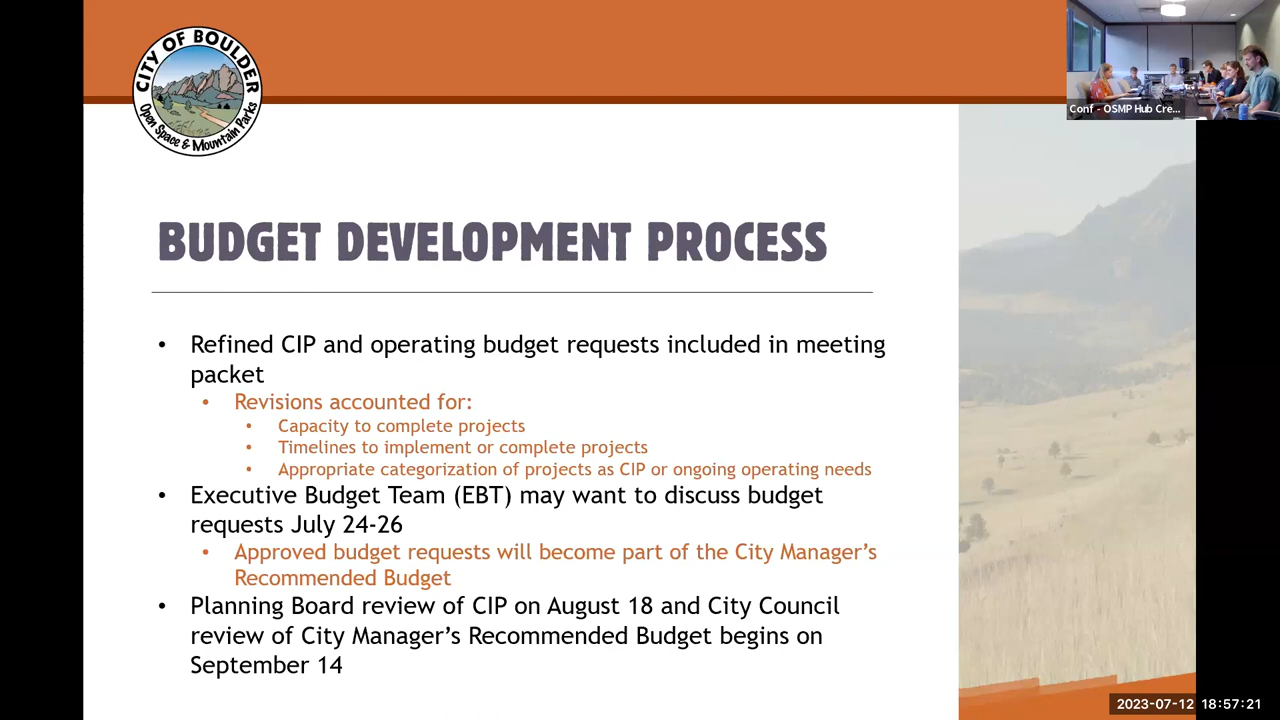 CITY OF BOULDER
Open Space & Mountain Parks
Conf - OSMP Hub Cre...
BUDGET DEVELOPMENT PROCESS
• Refined CIP and operating budget requests included in meeting
packet
• Revisions accounted for:
• Capacity to complete projects
• Timelines to implement or complete projects
• Appropriate categorization of projects as CIP or ongoing operating needs
• Executive Budget Team (EBT) may want to discuss budget
requests July 24-26
• Approved budget requests will become part of the City Manager’s
Recommended Budget
• Planning Board review of CIP on August 18 and City Council
review of City Manager’s Recommended Budget begins on
September 14
2023-07-12 18:57:21